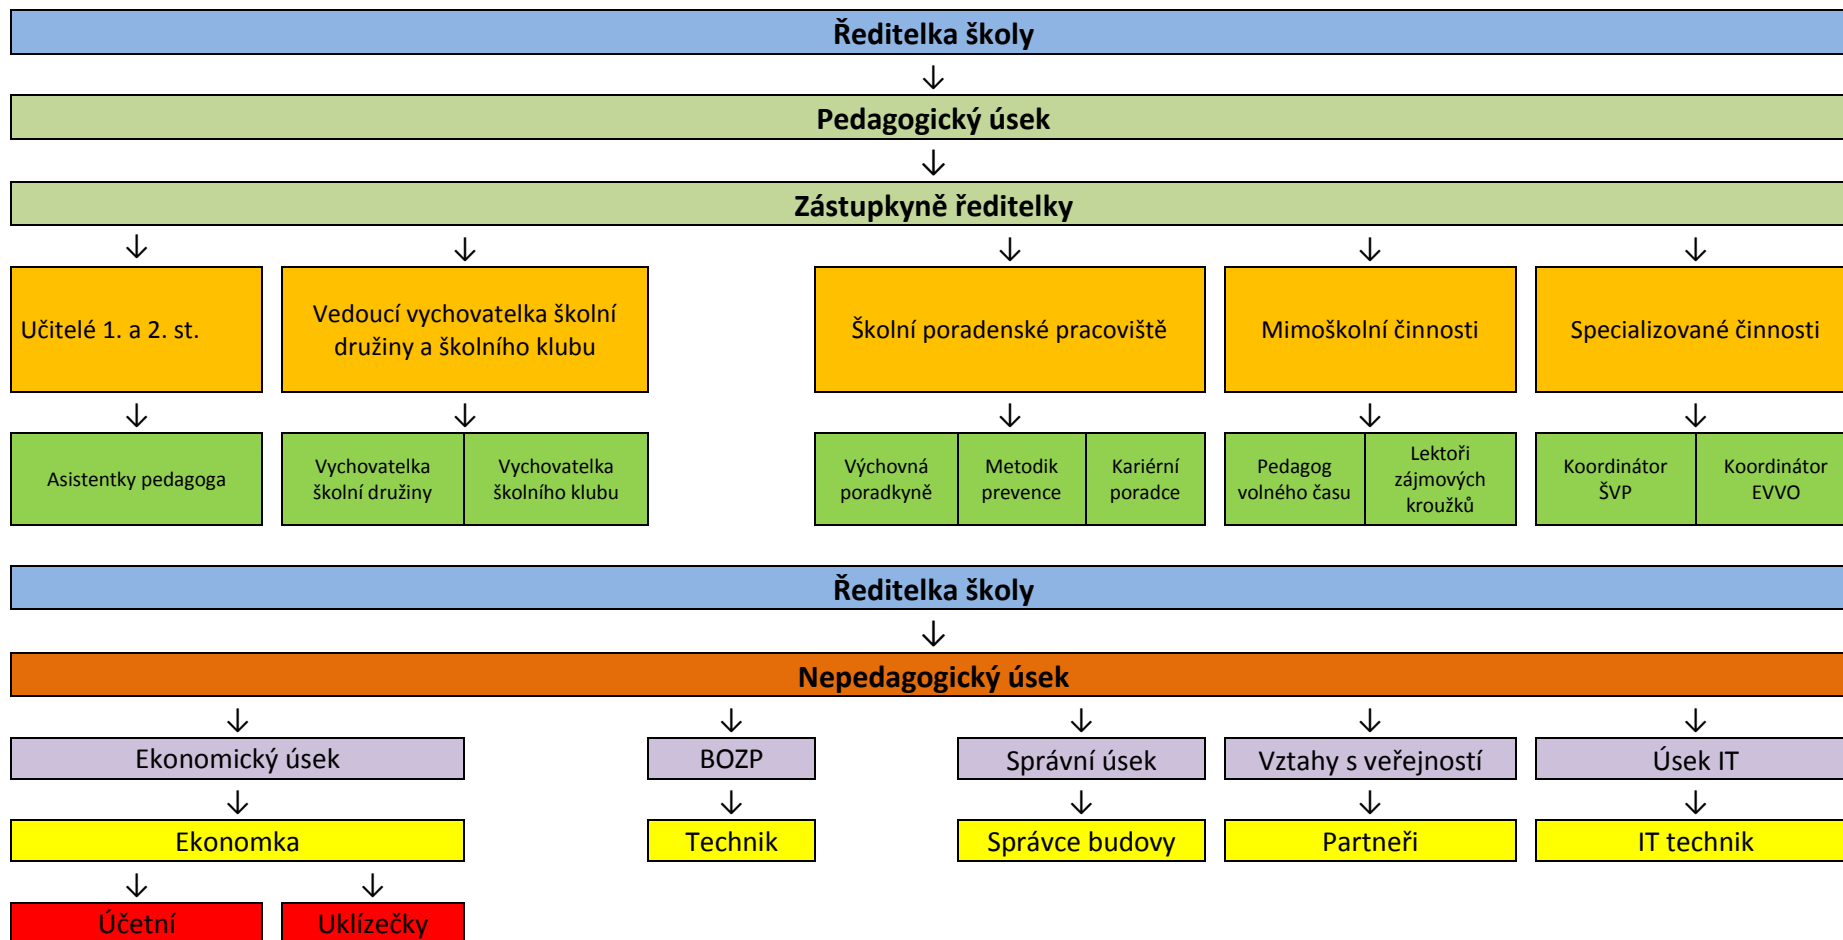 Ředitelka školy
Pedagogický úsek
Zástupkyně ředitelky
Učitelé 1. a 2. st.
Vedoucí vychovatelka školní
družiny a školního klubu
Školní poradenské pracoviště
Mimoškolní činnosti
Specializované činnosti
Asistentky pedagoga
Vychovatelka
školní družiny
Vychovatelka
školního klubu
Výchovná
poradkyně
Metodik
prevence
Kariérní
poradce
Pedagog
volného času
Lektoři
zájmových
kroužků
Koordinátor
ŠVP
Koordinátor
EVVO
Ředitelka školy
Nepedagogický úsek
Ekonomický úsek
BOZP
Správní úsek
Vztahy s veřejností
Úsek IT
Ekonomka
Technik
Správce budovy
Partneři
IT technik
Účetní
Uklízečky